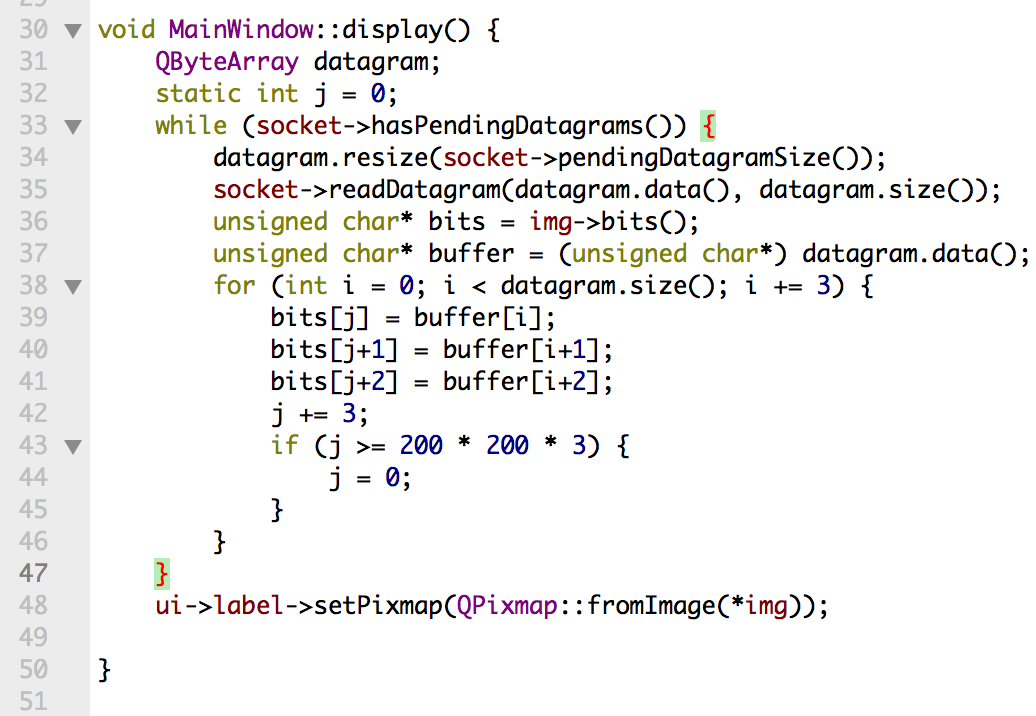 29
30 ▼ void MainWindow::display() {
31     QByteArray datagram;
32     static int j = 0;
33 ▼     while (socket->hasPendingDatagrams()) {
34         datagram.resize(socket->pendingDatagramSize());
35         socket->readDatagram(datagram.data(), datagram.size());
36         unsigned char* bits = img->bits();
37         unsigned char* buffer = (unsigned char*) datagram.data();
38 ▼         for (int i = 0; i < datagram.size(); i += 3) {
39             bits[j] = buffer[i];
40             bits[j+1] = buffer[i+1];
41             bits[j+2] = buffer[i+2];
42             j += 3;
43 ▼             if (j >= 200 * 200 * 3) {
44                 j = 0;
45             }
46         }
47     }
48     ui->label->setPixmap(QPixmap::fromImage(*img));
49
50 }
51